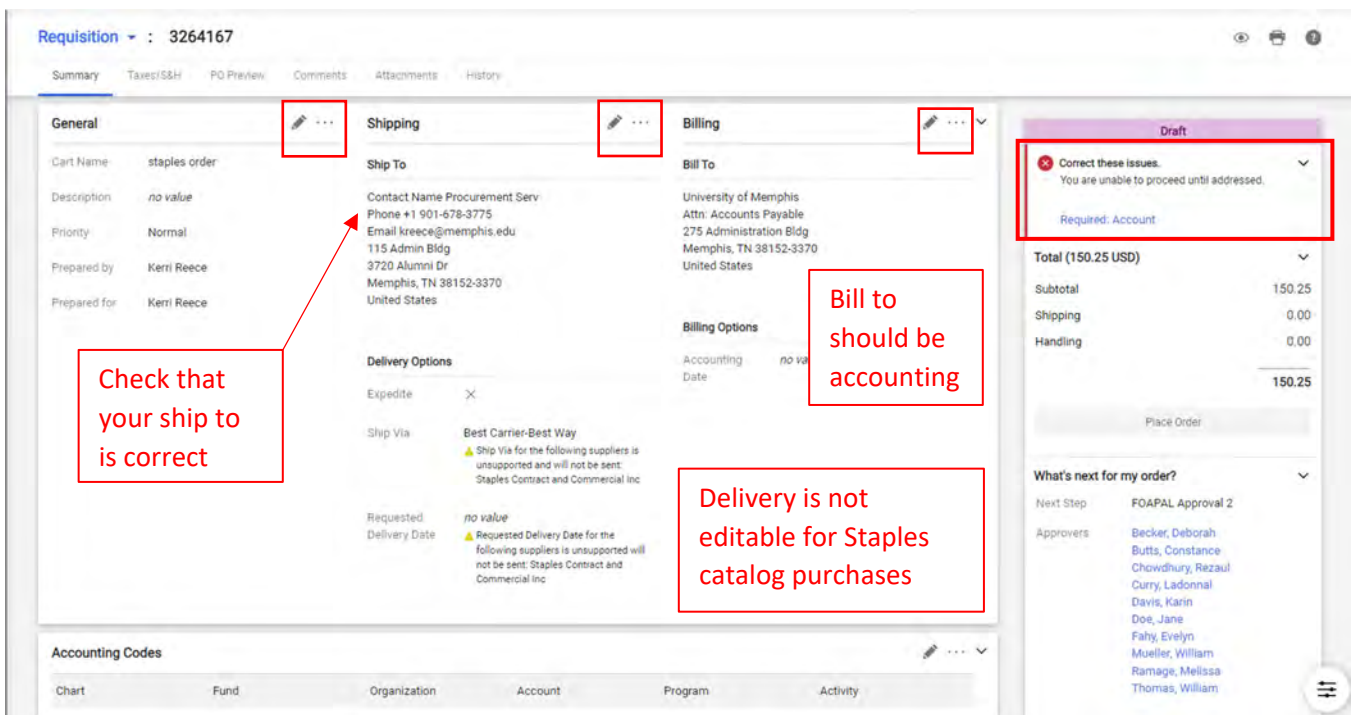 Requisition : 3264167
Summary Taxes/S&H PO Preview Comments Attachments History
General
Cart Name staples order
Description no value
Priority Normal
Prepared by Kerri Reece
Prepared for Kerri Reece
Check that
your ship to
is correct
Shipping
Ship To
Contact Name Procurement Serv
Phone +1 901-678-3775
Email kreece@memphis.edu
115 Admin Bldg
3720 Alumni Dr
Memphis, TN 38152-3370
United States
Delivery Options
Expedite
Ship Via Best Carrier-Best Way
Ship Via for the following suppliers is
unsupported and will not be sent:
Staples Contract and Commercial Inc
Requested no value
Delivery Date Requested Delivery Date for the
following suppliers is unsupported will
not be sent: Staples Contract and
Commercial Inc
Billing
Bill To
University of Memphis
Attn: Accounts Payable
275 Administration Bldg
Memphis, TN 38152-3370
United States
Billing Options
Accounting no va
Date
Bill to
should be
accounting
Delivery is not
editable for Staples
catalog purchases
Draft
Correct these issues.
You are unable to proceed until addressed.
Required: Account
Total (150.25 USD)
Subtotal 150.25
Shipping 0.00
Handling 0.00
150.25
Place Order
What's next for my order?
Next Step FOAPAL Approval 2
Approvers Becker, Deborah
Butts, Constance
Chowdhury, Rezaul
Curry, Ladonnal
Davis, Karin
Doe, Jane
Fahy, Evelyn
Mueller, William
Ramage, Melissa
Thomas, William
Accounting Codes
Chart Fund Organization Account Program Activity